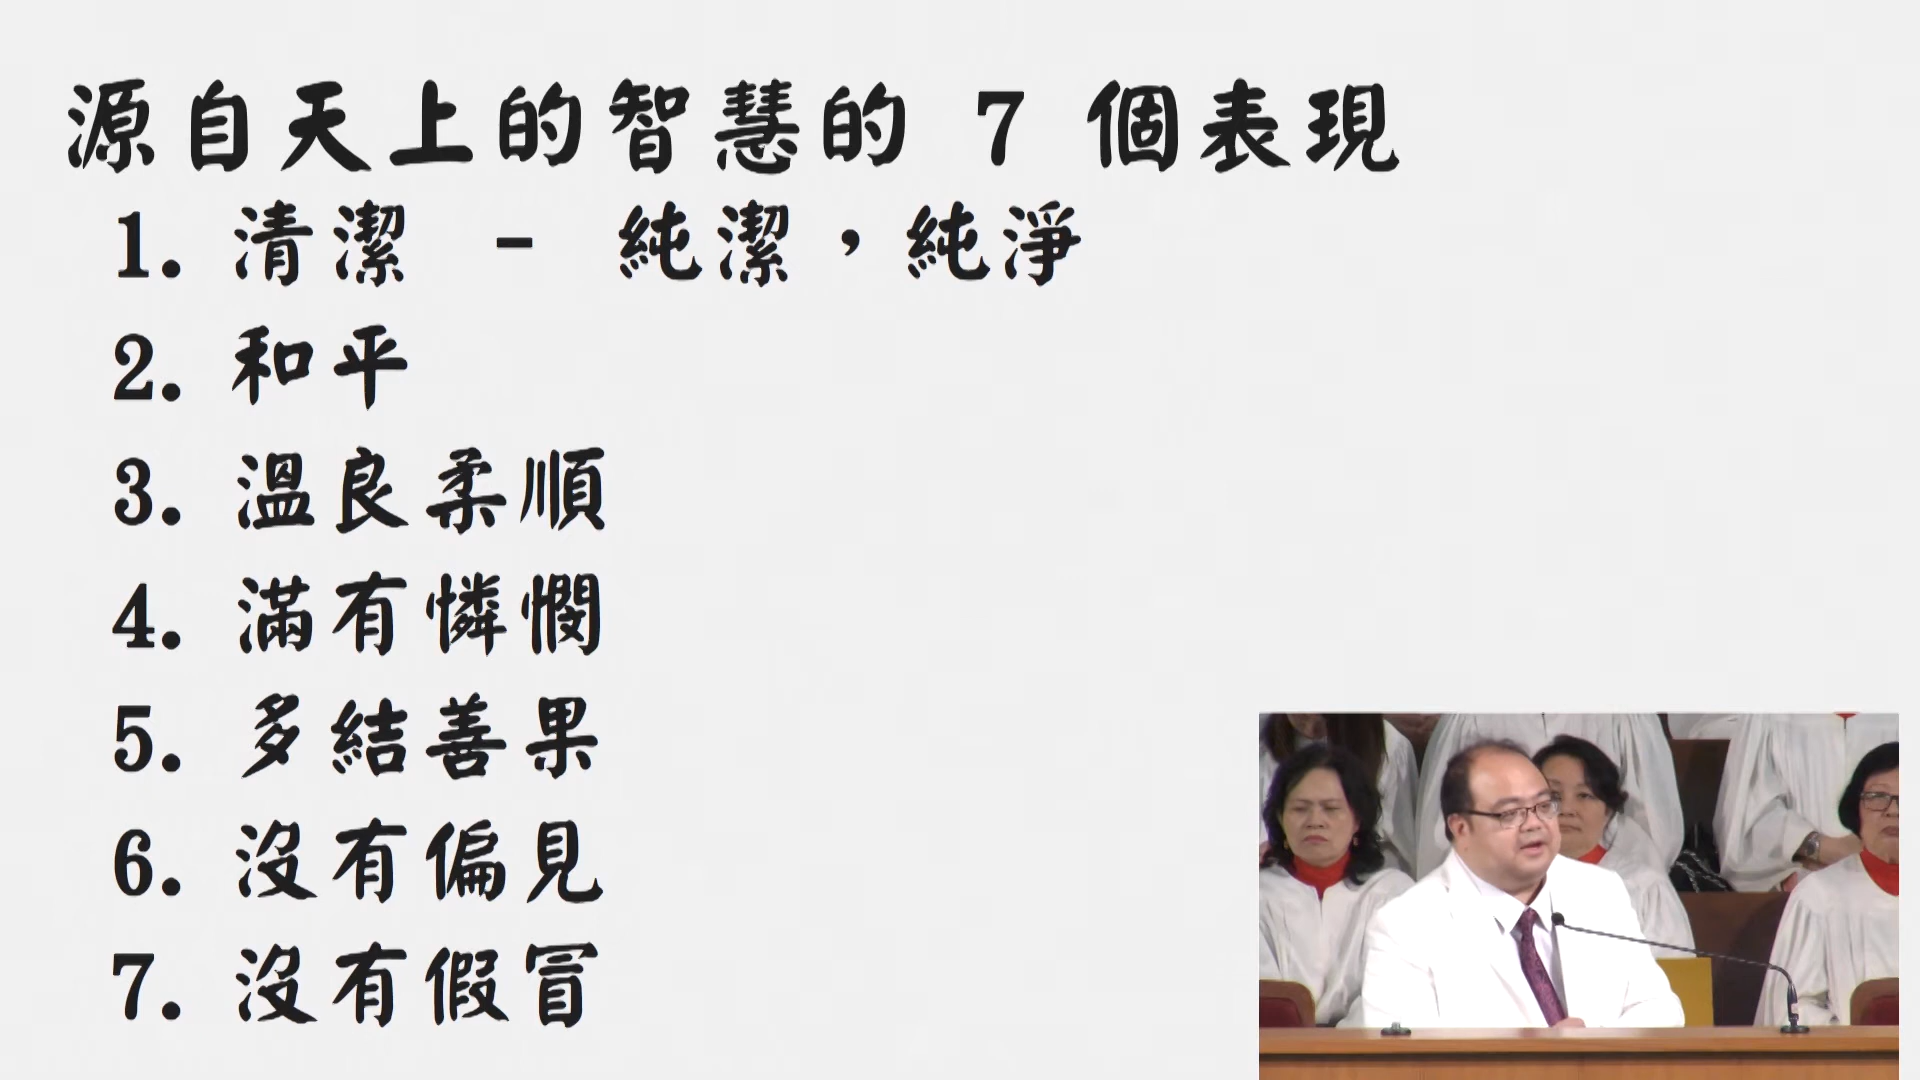 源自天上的智慧的 7 個表現
1. 清潔 - 純潔，純淨
2. 和平
3. 溫良柔順
4. 滿有憐憫
5. 多結善果
6. 沒有偏見
7. 沒有假冒